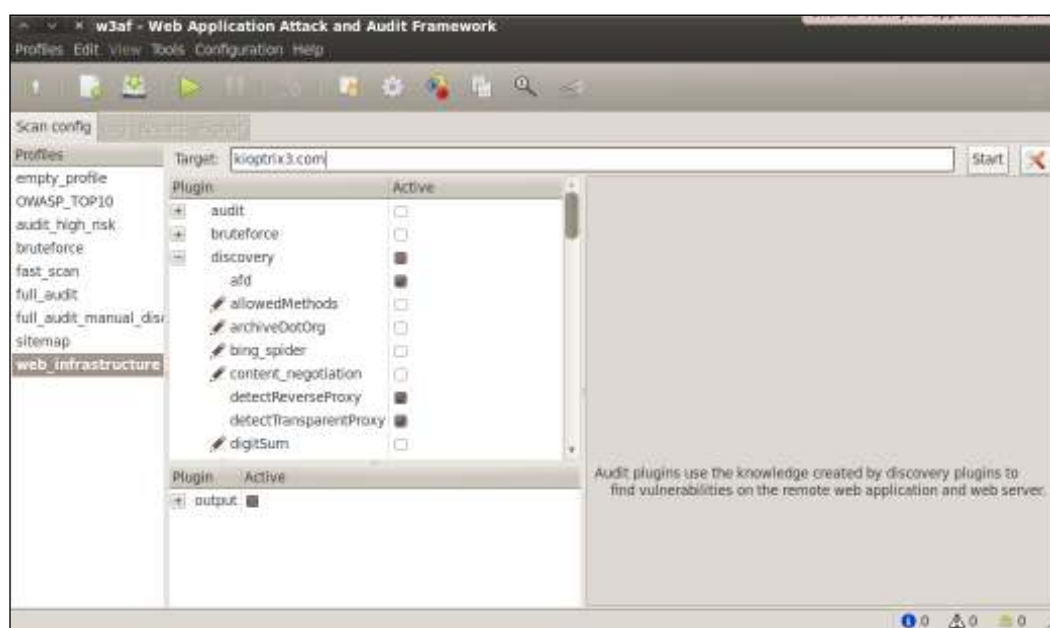 w3af - Web Application Attack and Audit Framework
Profiles Edit View Tools Configuration Help
Scan config
Profiles
empty_profile
OWASP_TOP10
audit_high_risk
bruteforce
fast_scan
full_audit
full_audit_manual_dis
sitemap
web_infrastructure
Target: kioptrix3.com
Start
Plugin Active
audit
bruteforce
discovery
afd
allowedMethods
archiveDotOrg
bing_spider
content_negotiation
detectReverseProxy
detectTransparentProxy
digitSum
Plugin Active
output
Audit plugins use the knowledge created by discovery plugins to
find vulnerabilities on the remote web application and web server.
0 0 0